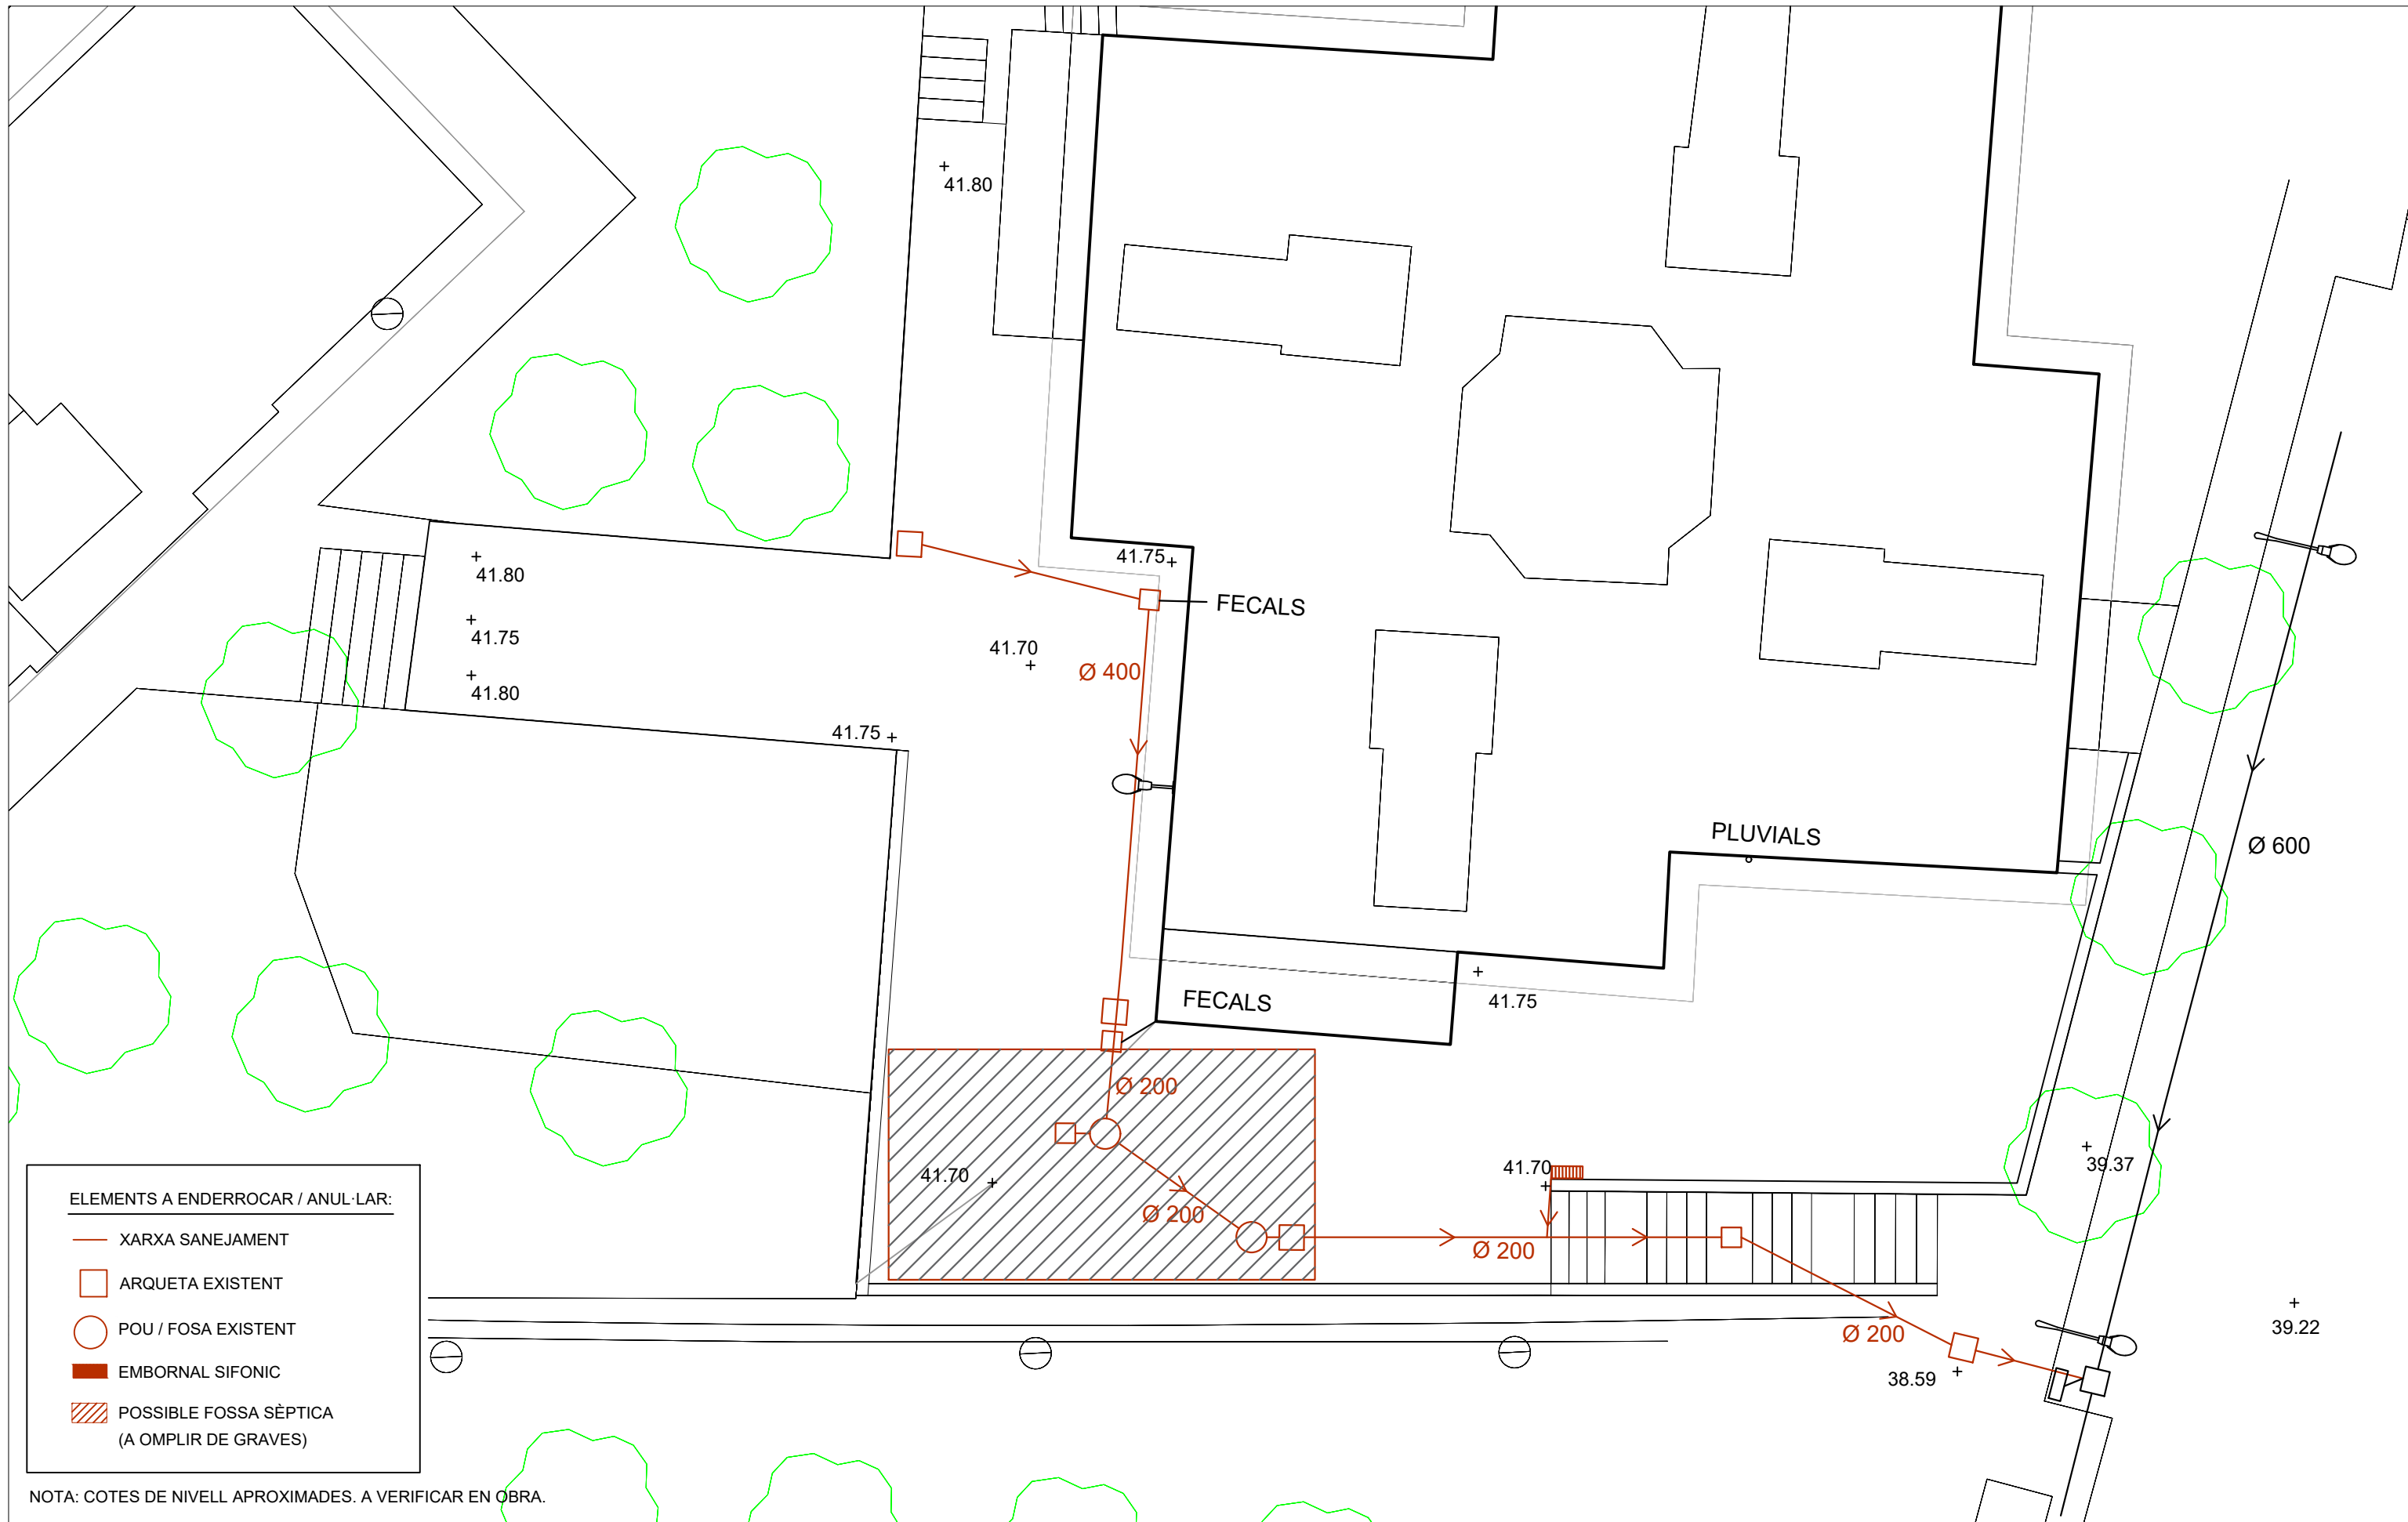 41.80
41.75
41.80
41.75
41.80
41.70
FECALS
Ø 400
41.75
PLUVIALS
Ø 600
FECALS
41.75
Ø 200
41.70
41.70
39.37
Ø 200
Ø 200
39.22
Ø 200
38.59
ELEMENTS A ENDERROCAR / ANUL·LAR:
XARXA SANEJAMENT
ARQUETA EXISTENT
POU / FOSA EXISTENT
EMBORNAL SIFONIC
POSSIBLE FOSSA SÈPTICA
(A OMPLIR DE GRAVES)
NOTA: COTES DE NIVELL APROXIMADES. A VERIFICAR EN OBRA.